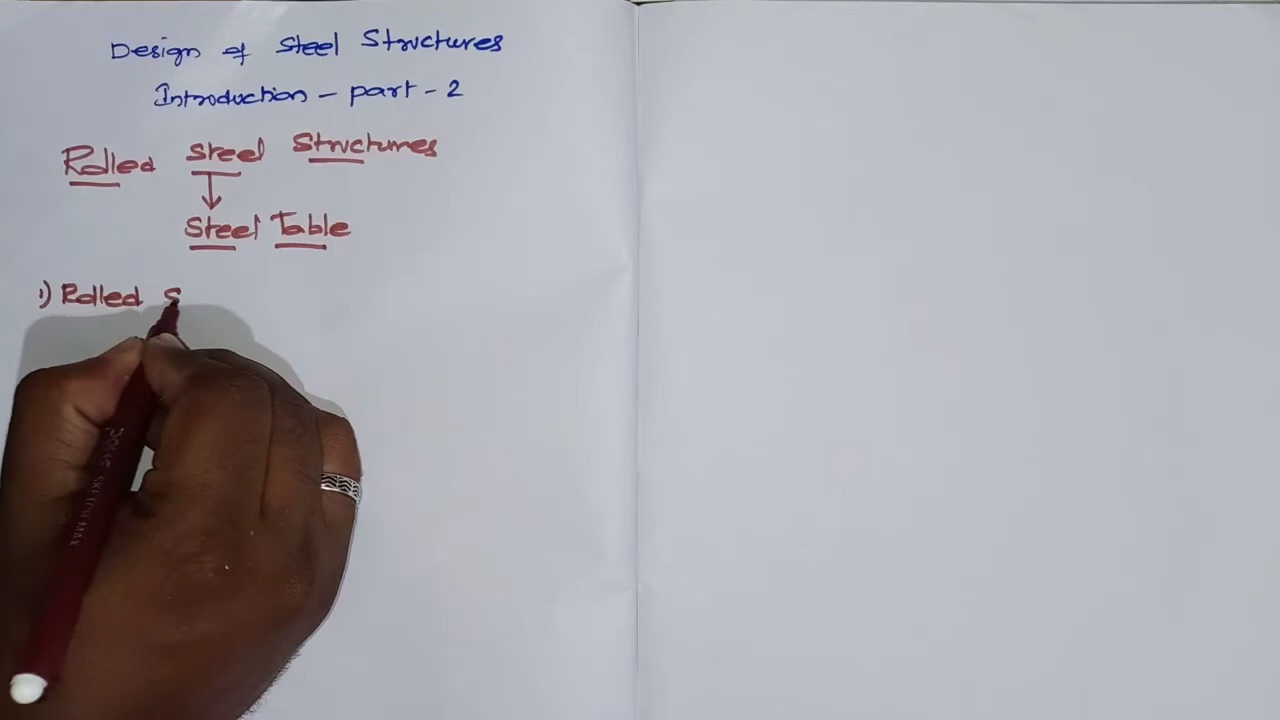 Design of Steel Structures
Introduction - part - 2
Rolled Steel Structures
Steel Table
1) Rolled S